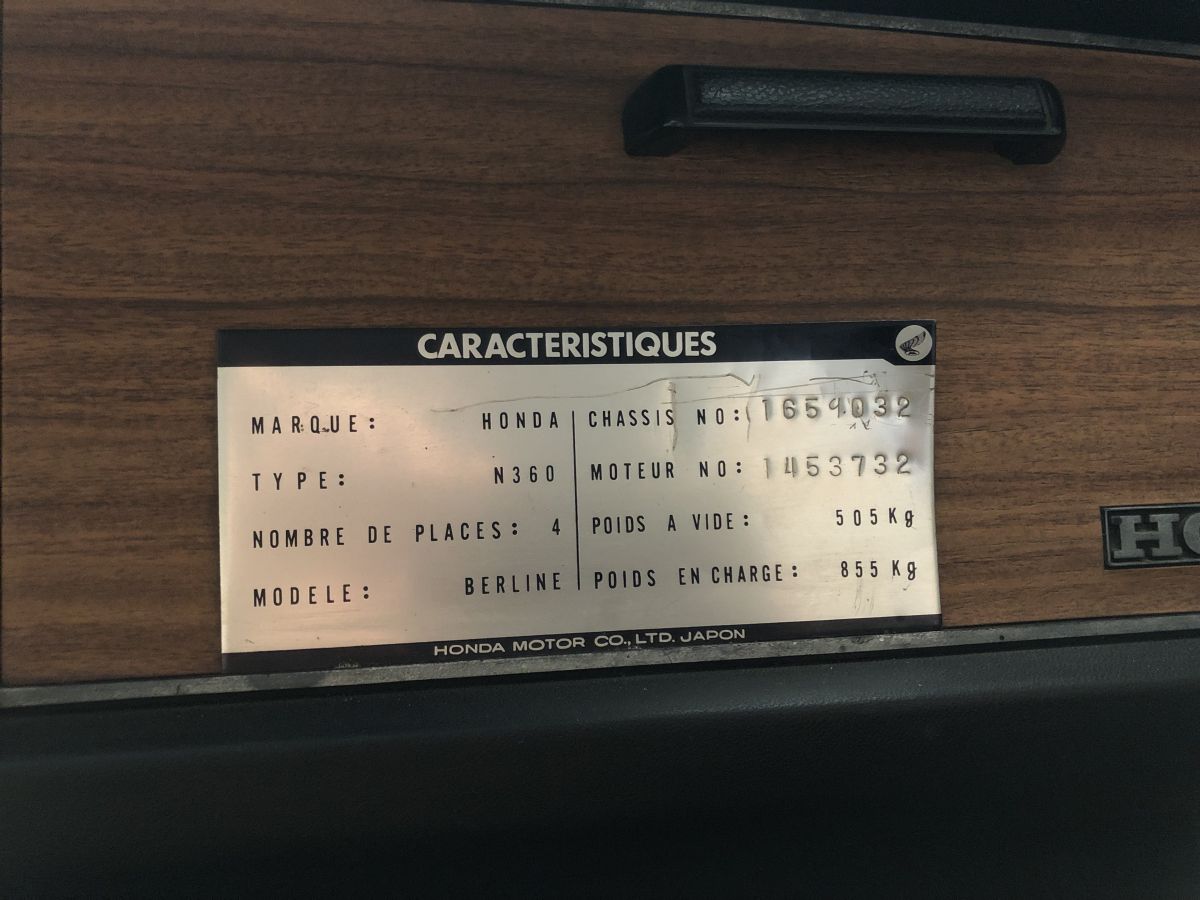 CARACTERISTIQUES
MARQUE: HONDA
TYPE: N360
NOMBRE DE PLACES: 4
MODELE: BERLINE
CHASSIS NO: 1659032
MOTEUR NO: 1453732
POIDS A VIDE: 505 Kg
POIDS EN CHARGE: 855 Kg
HONDA MOTOR CO., LTD. JAPON
HO